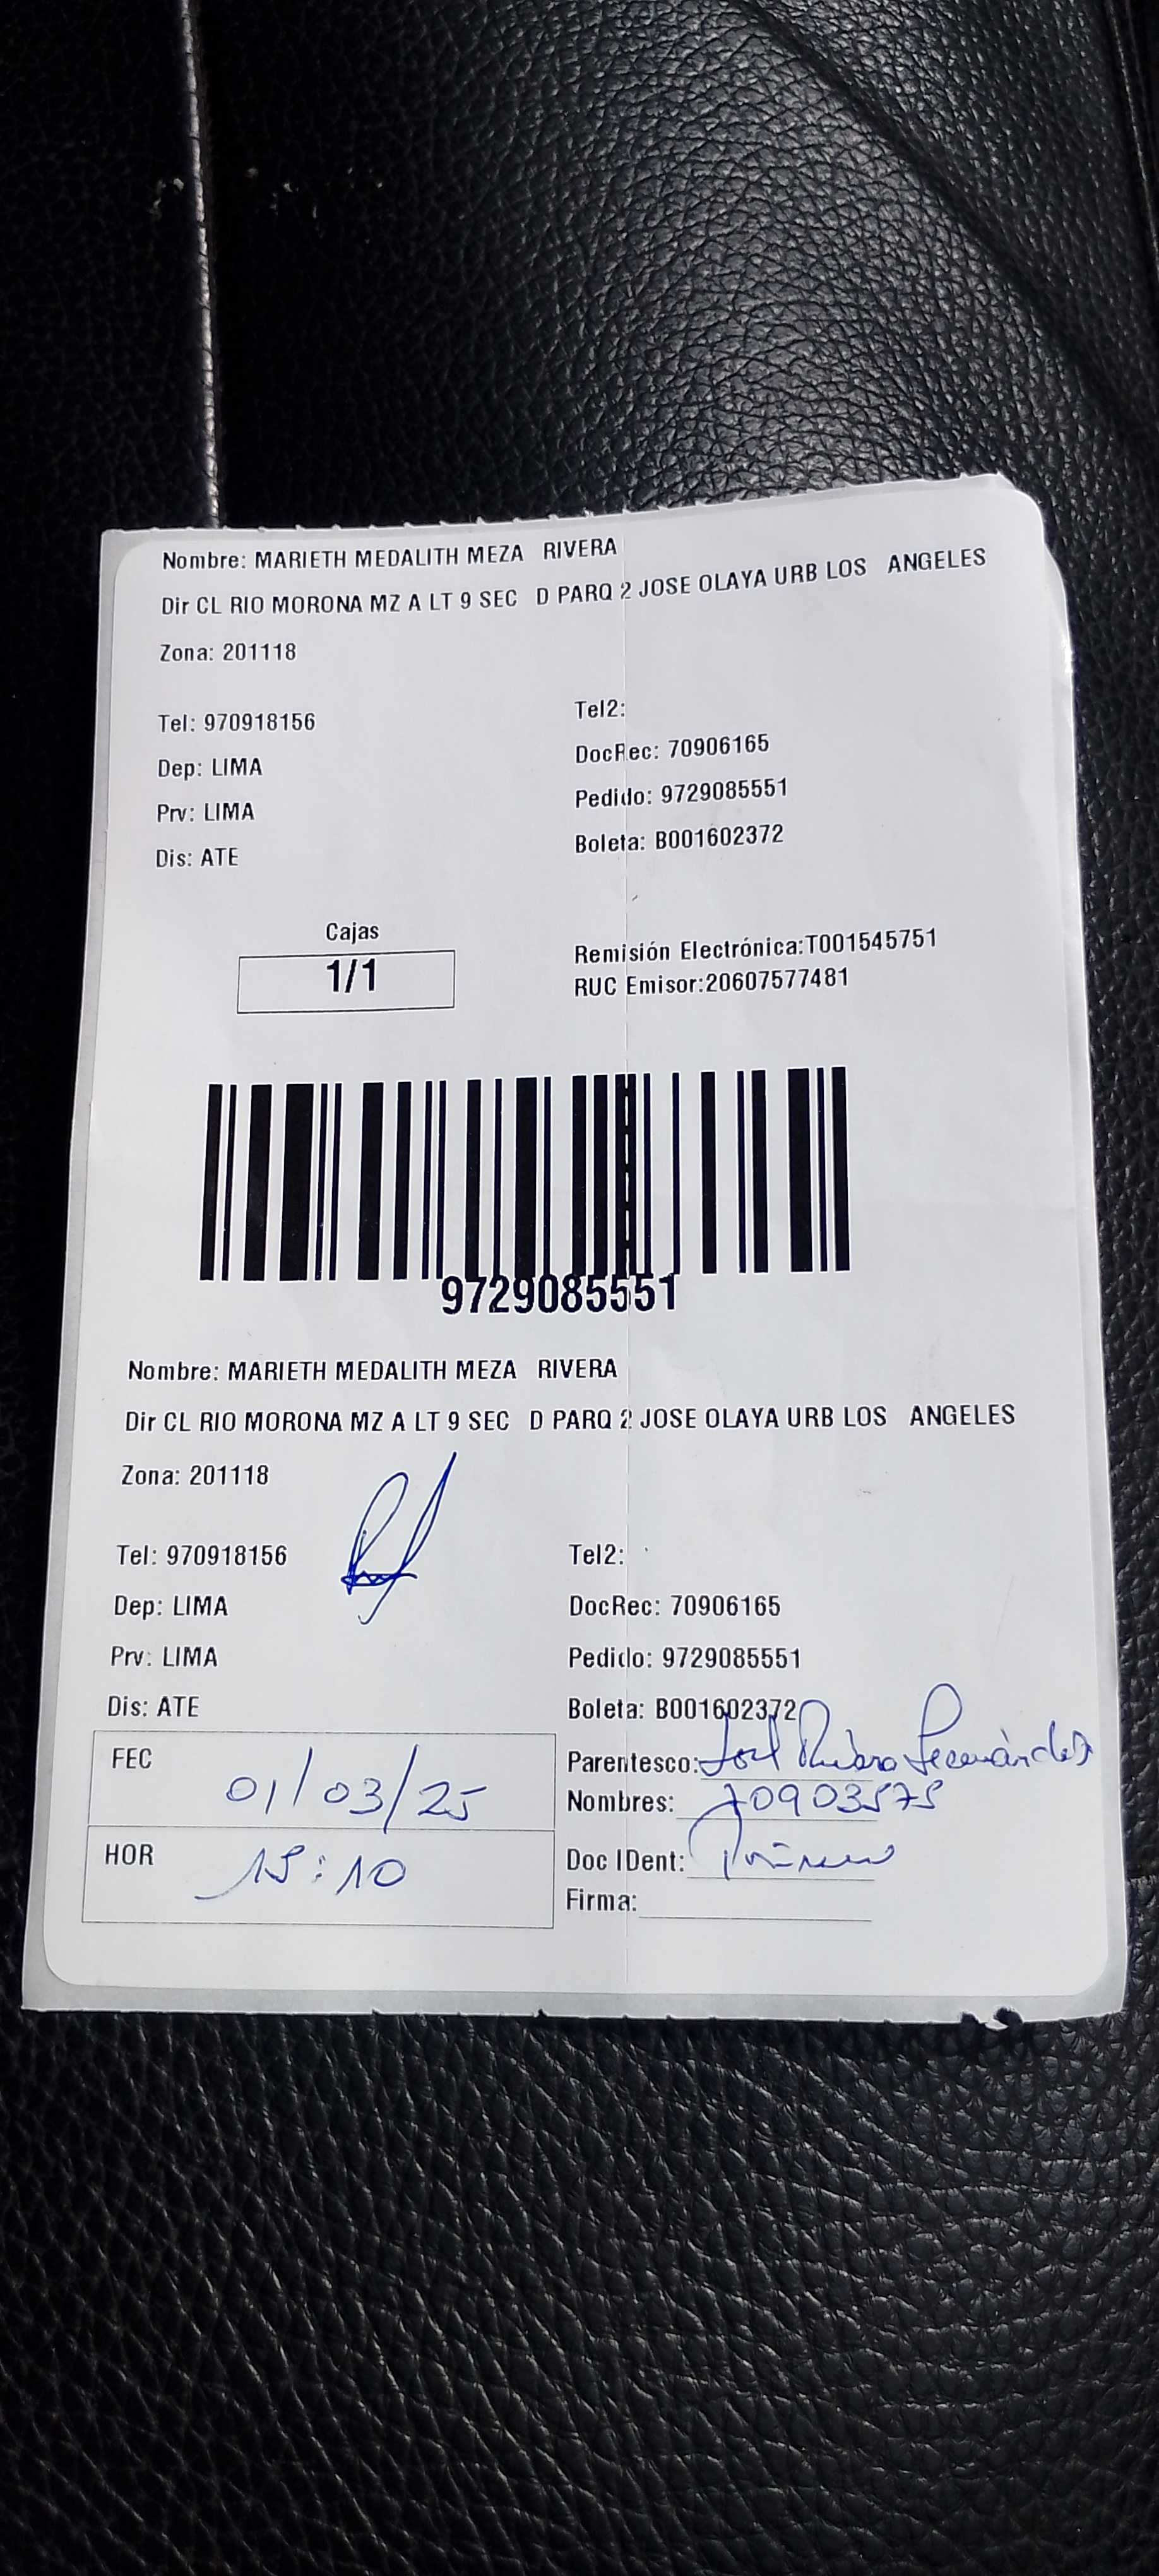 Nombre: MARIETH MEDALITH MEZA RIVERA
Dir CL RIO MORONA MZ A LT 9 SEC D PARQ 2 JOSE OLAYA URB LOS ANGELES
Zona: 201118
Tel: 970918156
Tel2:
Dep: LIMA
DocRec: 70906165
Prv: LIMA
Pedido: 9729085551
Dis: ATE
Boleta: B001602372
Cajas
1/1
Remisión Electrónica:T001545751
RUC Emisor:20607577481
9729085551
Nombre: MARIETH MEDALITH MEZA RIVERA
Dir CL RIO MORONA MZ A LT 9 SEC D PARQ 2 JOSE OLAYA URB LOS ANGELES
Zona: 201118
Tel: 970918156
Tel2:
Dep: LIMA
DocRec: 70906165
Prv: LIMA
Pedido: 9729085551
Dis: ATE
Boleta: B001602372
FEC 01/03/25
Parentesco:
Nombres: 70903575
HOR 15:10
Doc IDent:
Firma: